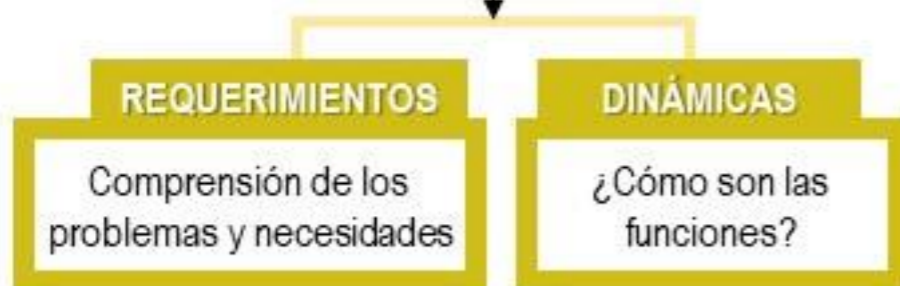 REQUERIMIENTOS
Comprensión de los
problemas y necesidades
DINÁMICAS
¿Cómo son las
funciones?